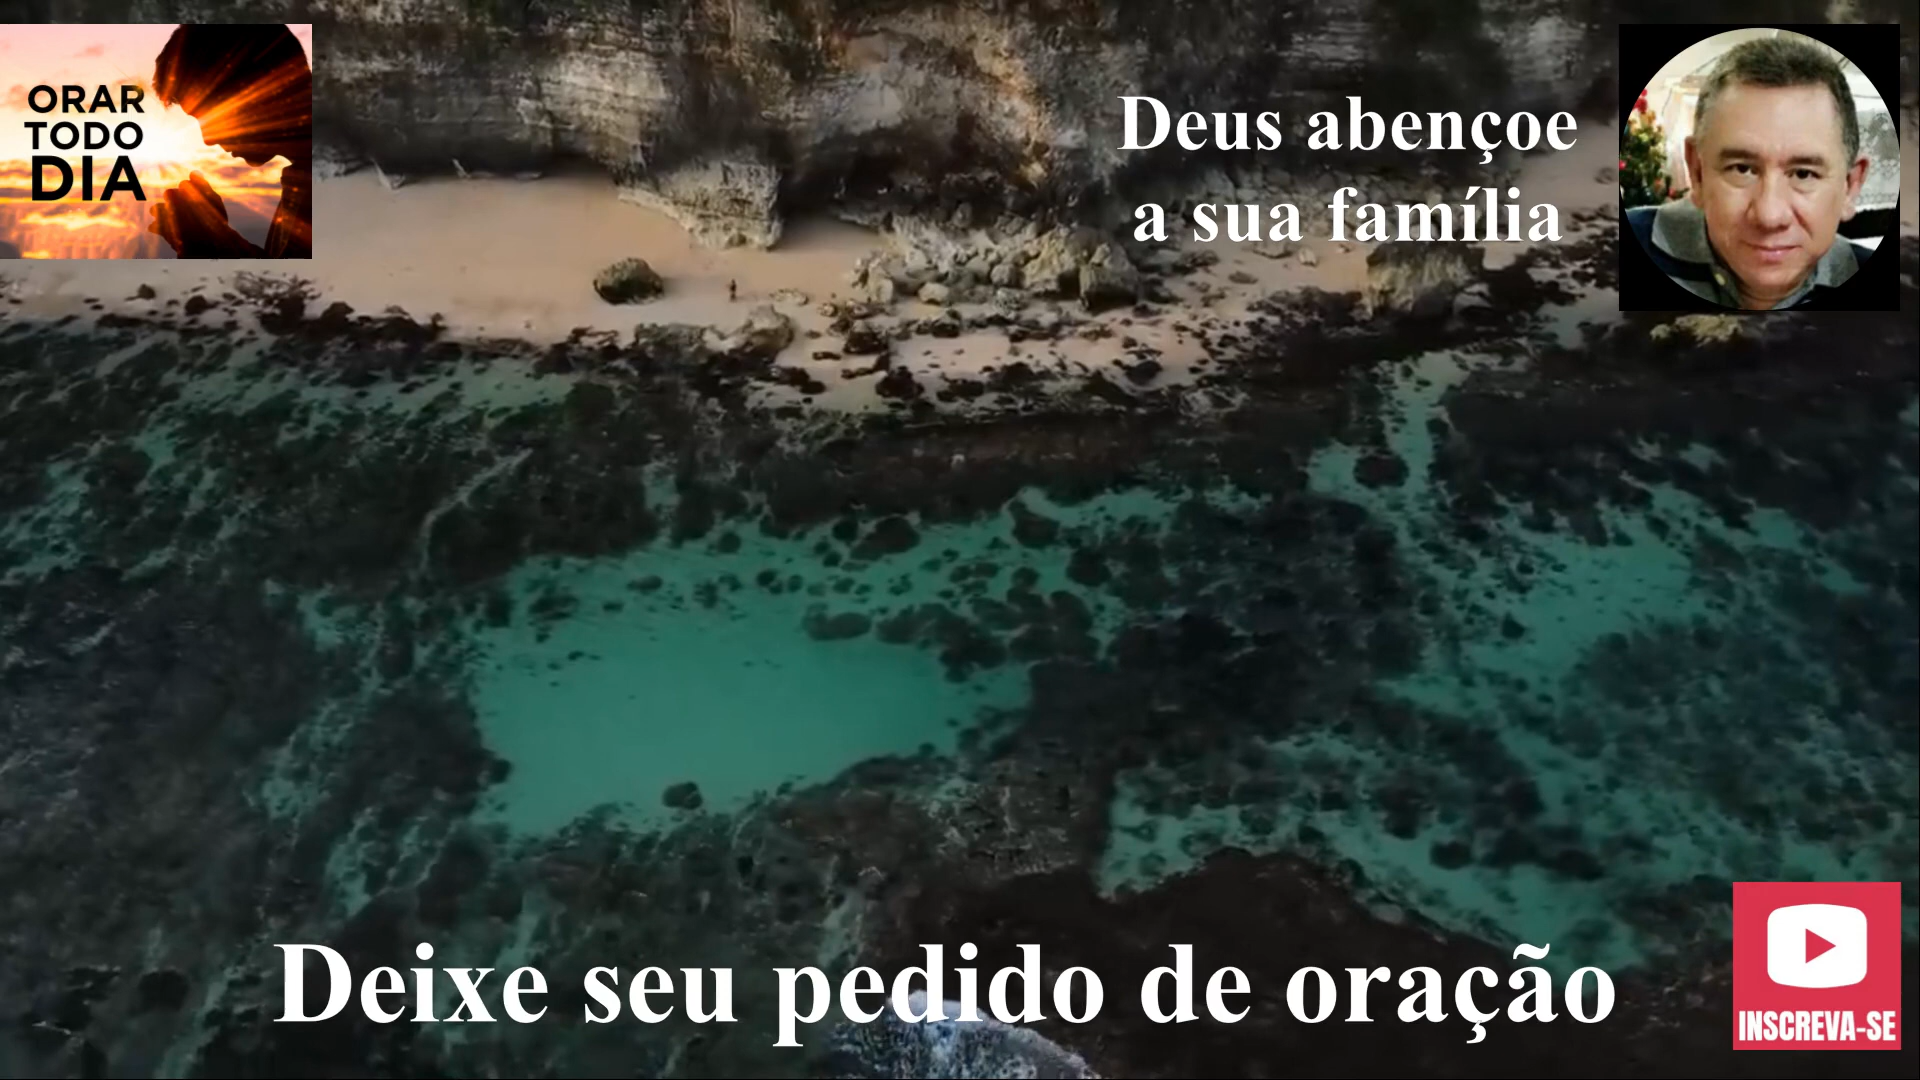 ORAR
TODO
DIA
Deus abençoe
a sua família
Deixe seu pedido de oração
INSCREVA-SE